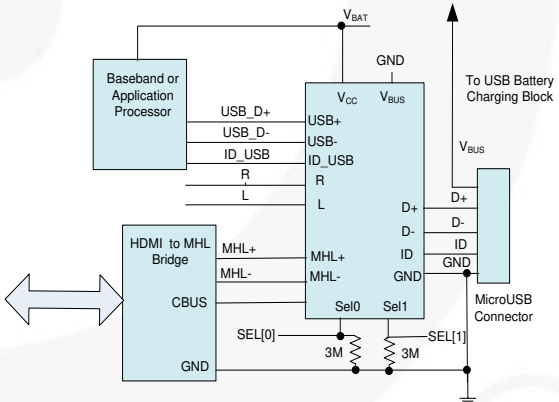 VBAT
GND
Baseband or
Application
Processor
To USB Battery
Charging Block
VCC
VBUS
USB_D+
USB+
USB_D-
USB-
ID_USB
ID_USB
R
R
L
L
VBUS
D+
D+
D-
D-
ID
ID
GND
GND
HDMI to MHL
Bridge
MHL+
MHL+
MHL-
MHL-
CBUS
MicroUSB
Connector
Sel0
Sel1
SEL[0]
SEL[1]
3M
3M
GND